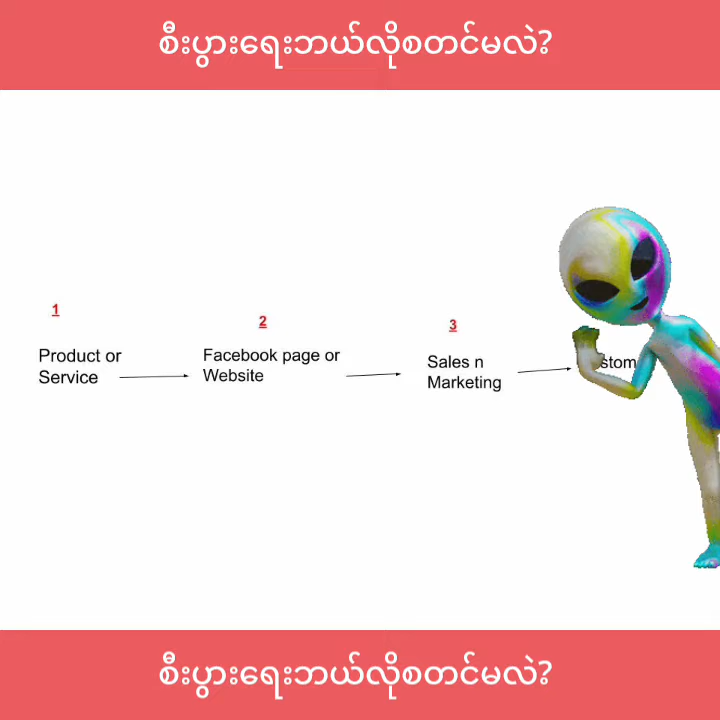 စီးပွားရေးဘယ်လိုစတင်မလဲ?
1
Product or
Service
2
Facebook page or
Website
3
Sales n
Marketing
stom
စီးပွားရေးဘယ်လိုစတင်မလဲ?